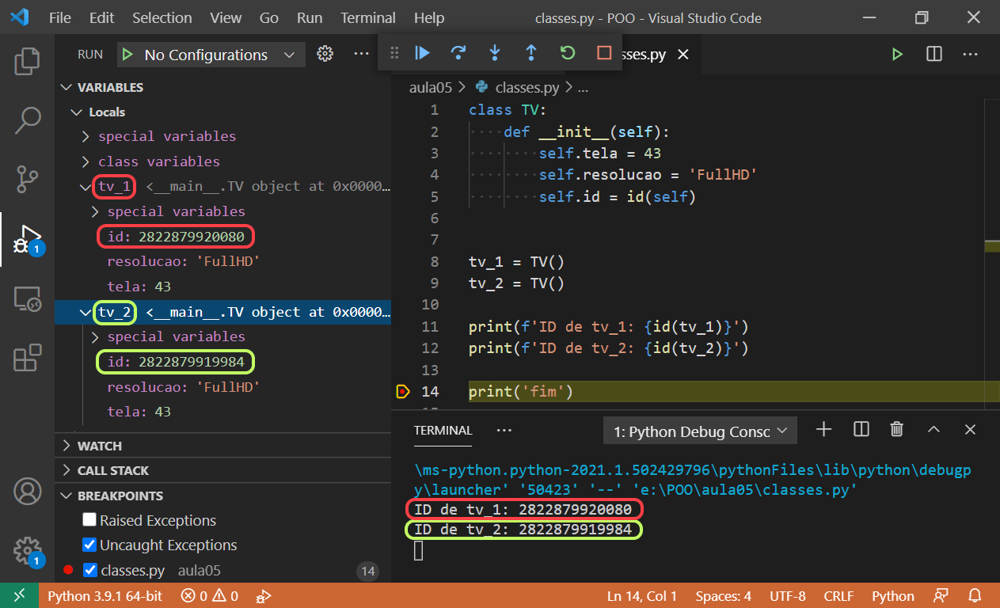 File Edit Selection View Go Run Terminal Help classes.py - POO - Visual Studio Code
RUN No Configurations
sses.py
VARIABLES
Locals
special variables
class variables
tv_1 <__main__.TV object at 0x0000…
special variables
id: 2822879920080
resolucao: 'FullHD'
tela: 43
tv_2 <__main__.TV object at 0x0000…
special variables
id: 2822879919984
resolucao: 'FullHD'
tela: 43
WATCH
CALL STACK
BREAKPOINTS
Raised Exceptions
Uncaught Exceptions
classes.py aula05 14
1
1
aula05 > classes.py > ...
1 class TV:
2 def __init__(self):
3 self.tela = 43
4 self.resolucao = 'FullHD'
5 self.id = id(self)
6
7
8 tv_1 = TV()
9 tv_2 = TV()
10
11 print(f'ID de tv_1: {id(tv_1)}')
12 print(f'ID de tv_2: {id(tv_2)}')
13
14 print('fim')
TERMINAL
1: Python Debug Consc
\ms-python.python-2021.1.502429796\pythonFiles\lib\python\debugp
y\launcher' '50423' '--' 'e:\POO\aula05\classes.py'
ID de tv_1: 2822879920080
ID de tv_2: 2822879919984
Python 3.9.1 64-bit 0 0 Ln 14, Col 1 Spaces: 4 UTF-8 CRLF Python